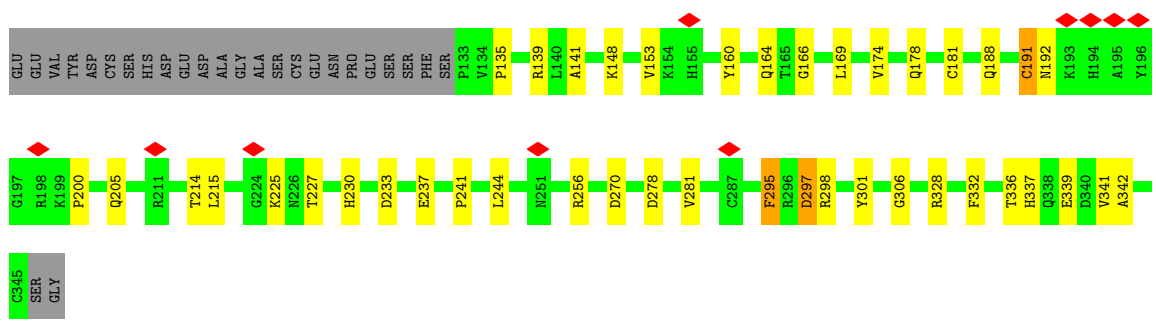 GLU GLU VAL TYR ASP CYS SER HIS ASP GLU ASP ALA GLY ALA SER CYS GLU ASN PRO GLU SER SER PHE SER P133 V134 P135 R139 L140 A141 K148 V153 K154 H155 Y160 Q164 T165 G166 L169 V174 Q178 C181 Q188 C191 N192 K193 H194 A195 Y196
G197 R198 K199 P200 Q205 R211 T214 L215 G224 K225 N226 T227 H230 D233 E237 P241 L244 N251 R256 D270 D278 V281 C287 F295 R296 D297 R298 Y301 G306 R328 F332 T336 H337 Q338 E339 D340 V341 A342
C345 SER GLY